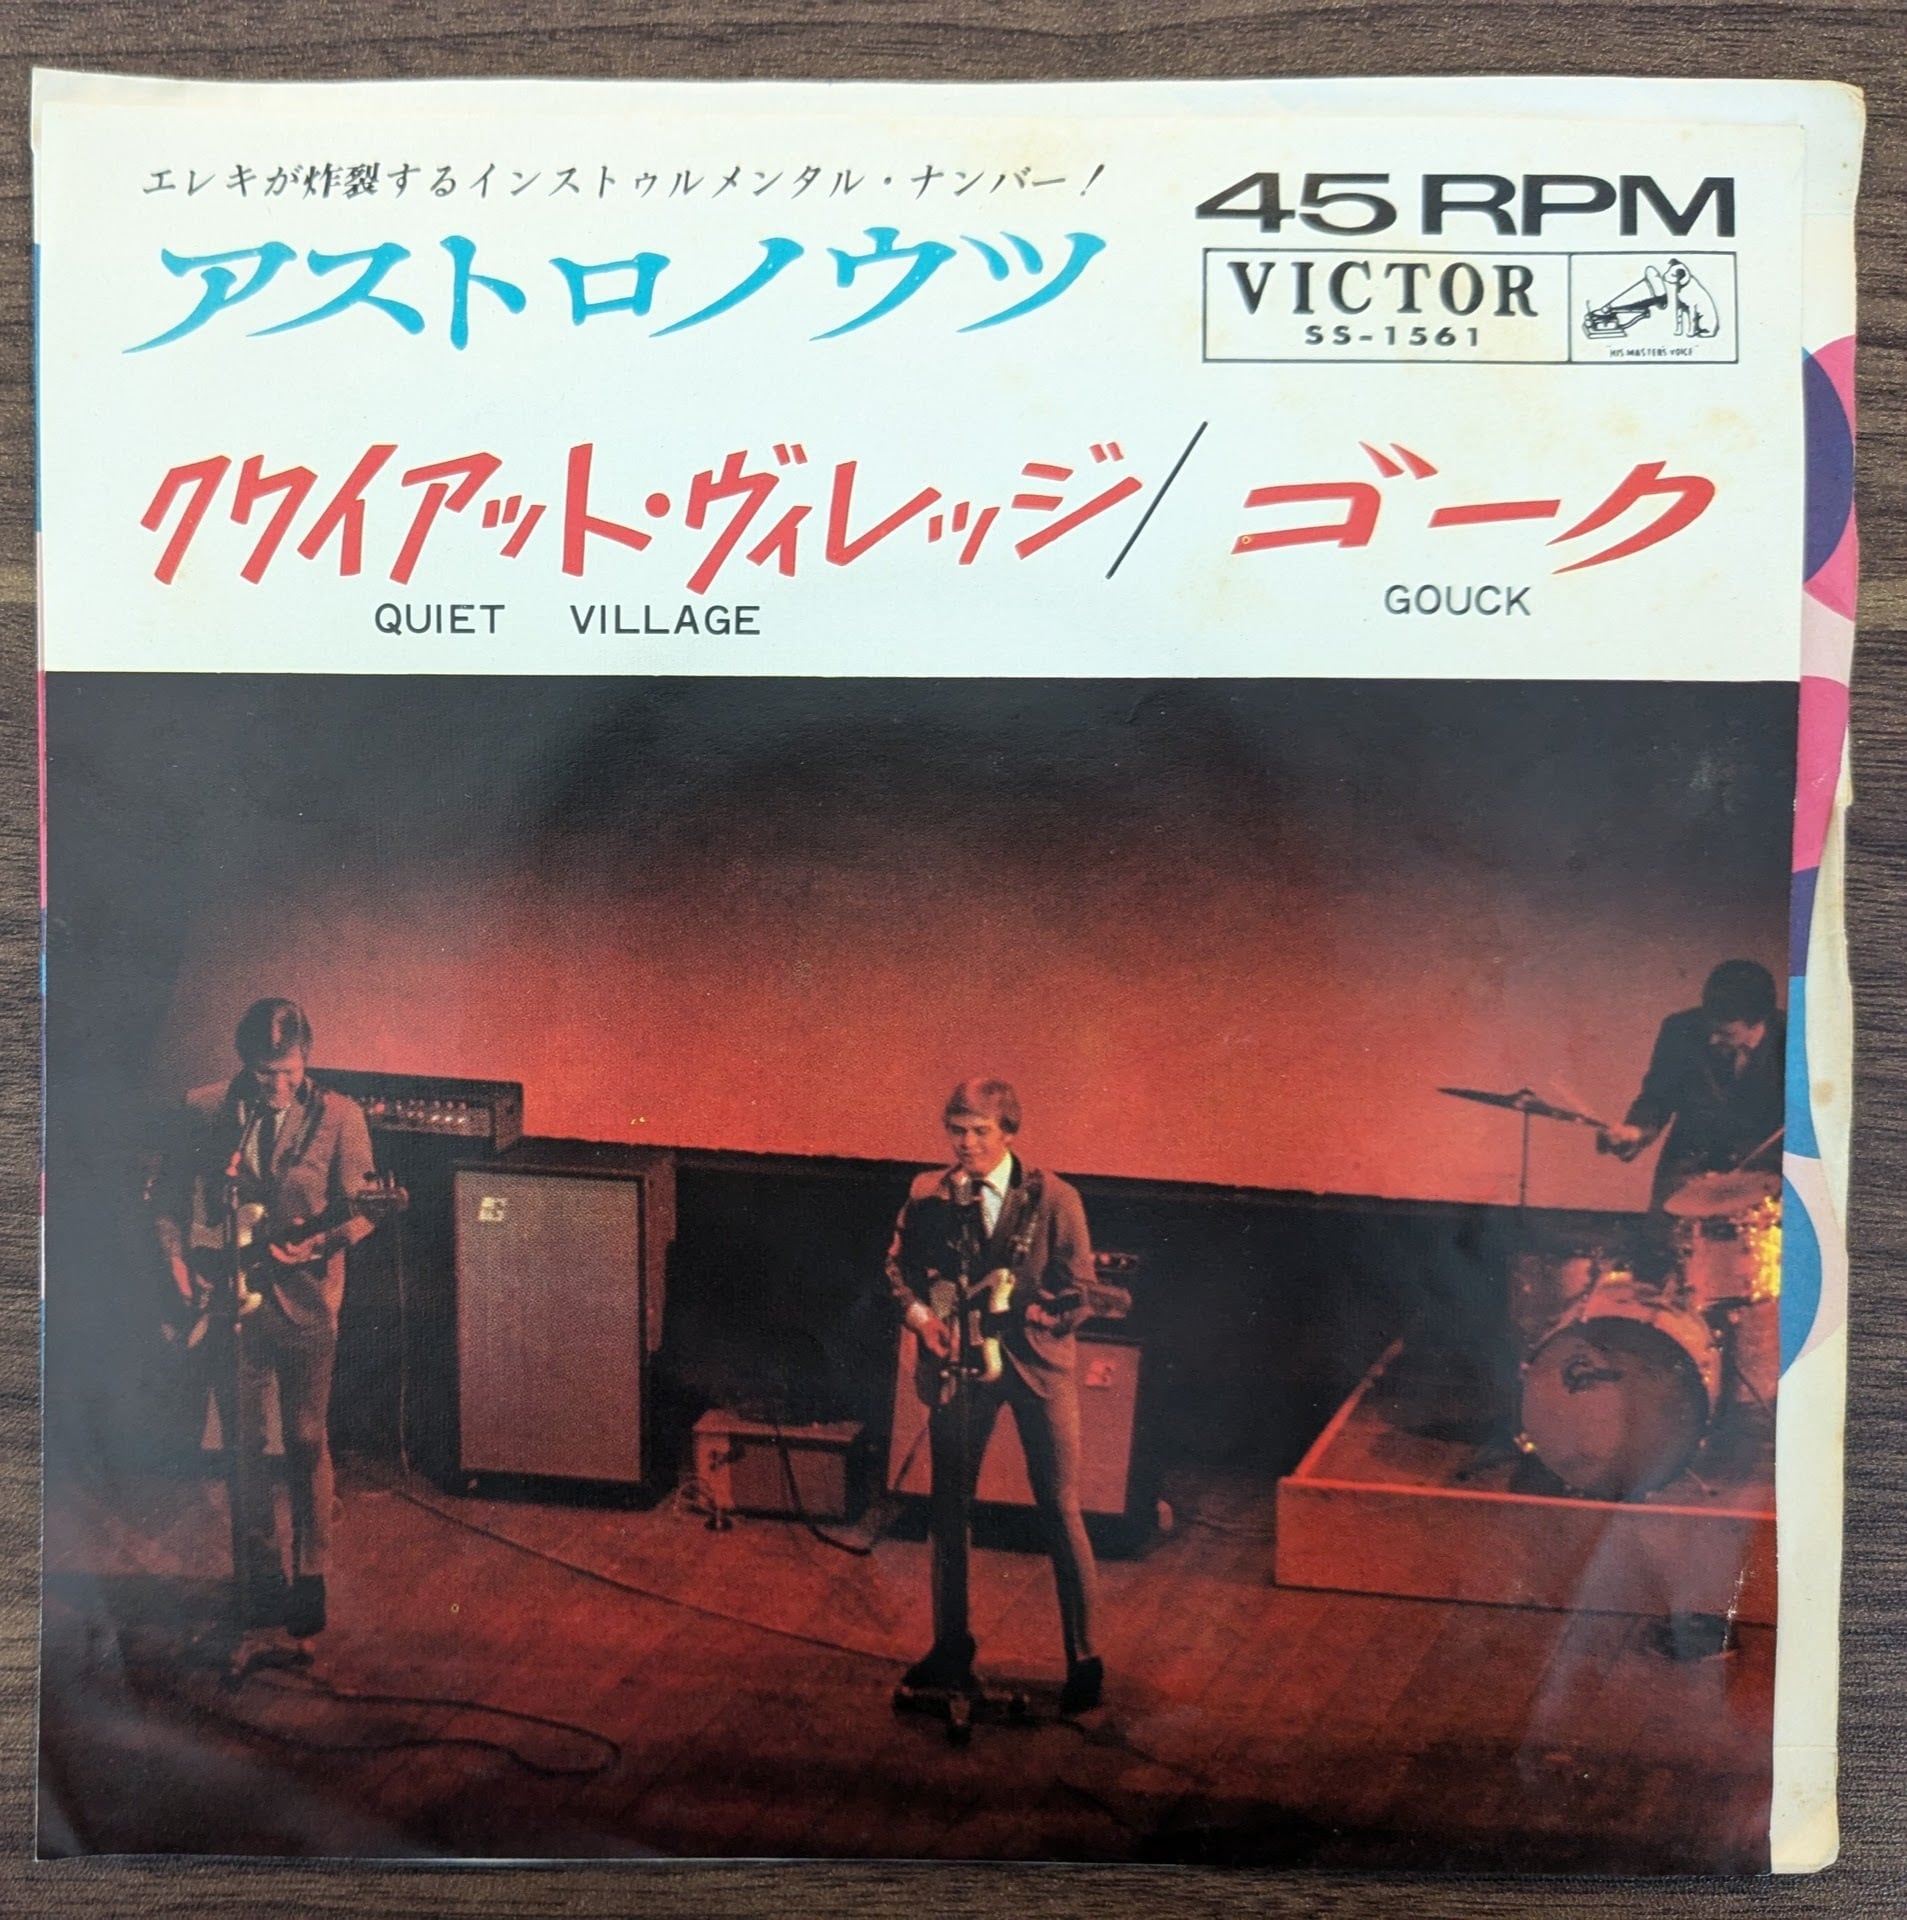 エレキが炸裂するインストゥルメンタル・ナンバー!
アストロノウツ
45 RPM
VICTOR
SS-1561
"HIS MASTER'S VOICE"
クワイアット・ヴィレッジ/ゴーク
QUIET VILLAGE
GOUCK